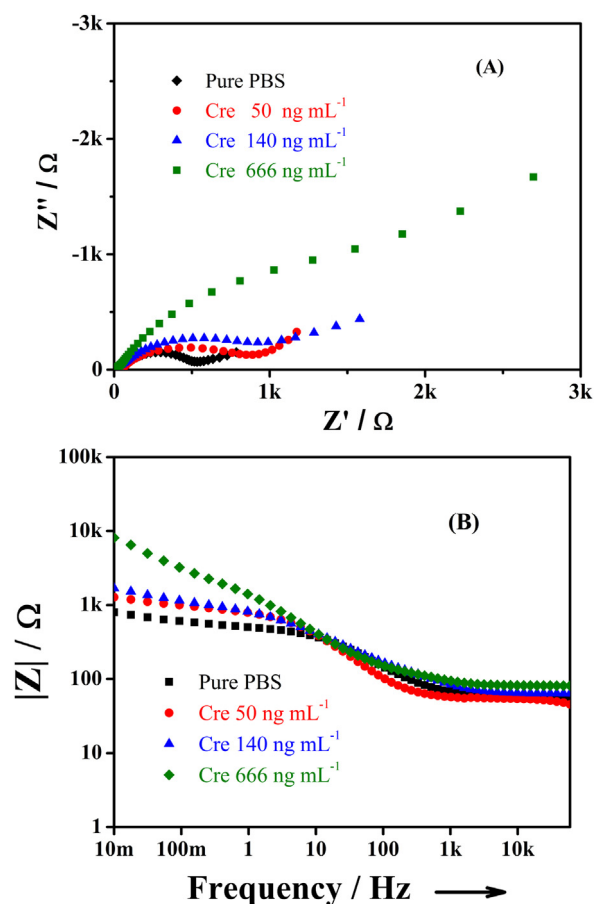 -3k
(A)
Pure PBS
Cre 50 ng mL⁻¹
Cre 140 ng mL⁻¹
Cre 666 ng mL⁻¹
-2k
-1k
0
Z'' / Ω
0 1k 2k 3k
Z' / Ω
100k
(B)
10k
1k
100
10
1
|Z| / Ω
Pure PBS
Cre 50 ng mL⁻¹
Cre 140 ng mL⁻¹
Cre 666 ng mL⁻¹
10m 100m 1 10 100 1k 10k
Frequency / Hz →